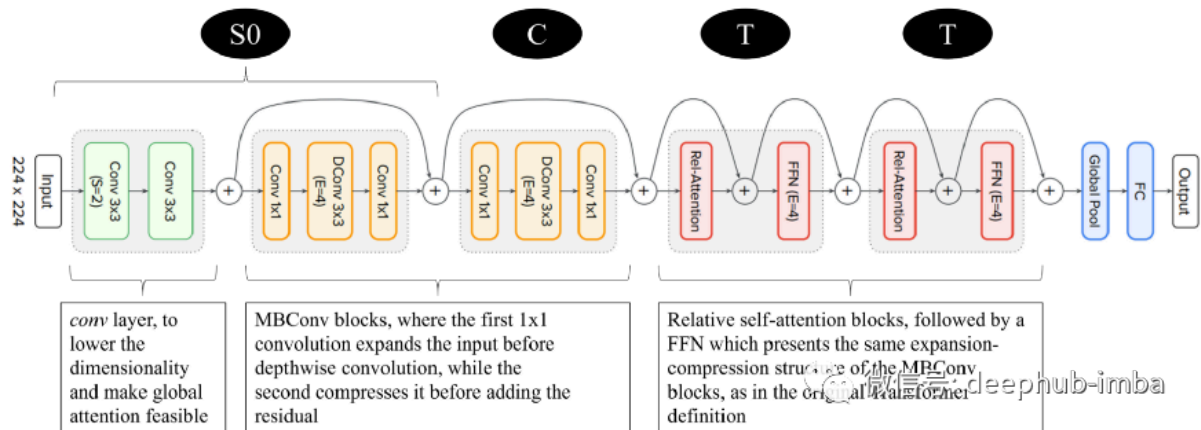 S0
C
T
T
224 x 224
Input
Conv 3x3
(S=2)
Conv 3x3
+
Conv 1x1
DConv 3x3
(E=4)
Conv 1x1
+
Conv 1x1
DConv 3x3
(E=4)
Conv 1x1
+
Rel-Attention
+
FFN (E=4)
+
Rel-Attention
+
FFN (E=4)
+
Global Pool
FC
Output
conv layer, to
lower the
dimensionality
and make global
attention feasible
MBConv blocks, where the first 1x1
convolution expands the input before
depthwise convolution, while the
second compresses it before adding the
residual
Relative self-attention blocks, followed by a
FFN which presents the same expansion-
compression structure of the MBConv
blocks, as in the original Transformer
definition
微信号: deephub-imba